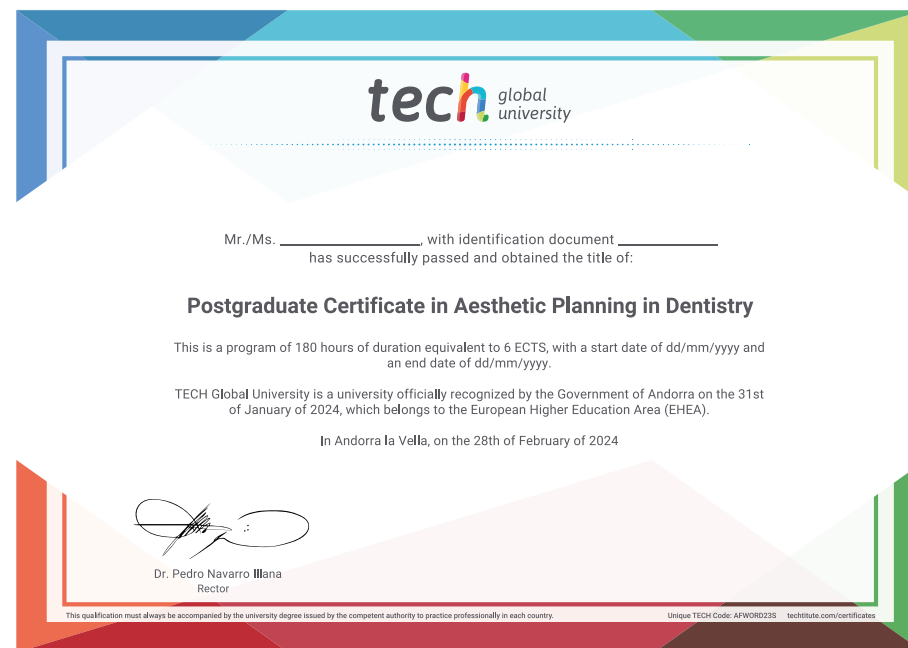 tech global university
Mr./Ms. ____________________, with identification document ______________
has successfully passed and obtained the title of:
Postgraduate Certificate in Aesthetic Planning in Dentistry
This is a program of 180 hours of duration equivalent to 6 ECTS, with a start date of dd/mm/yyyy and
an end date of dd/mm/yyyy.
TECH Global University is a university officially recognized by the Government of Andorra on the 31st
of January of 2024, which belongs to the European Higher Education Area (EHEA).
In Andorra la Vella, on the 28th of February of 2024
Dr. Pedro Navarro Illana
Rector
This qualification must always be accompanied by the university degree issued by the competent authority to practice professionally in each country.
Unique TECH Code: AFWORD23S techtitute.com/certificates